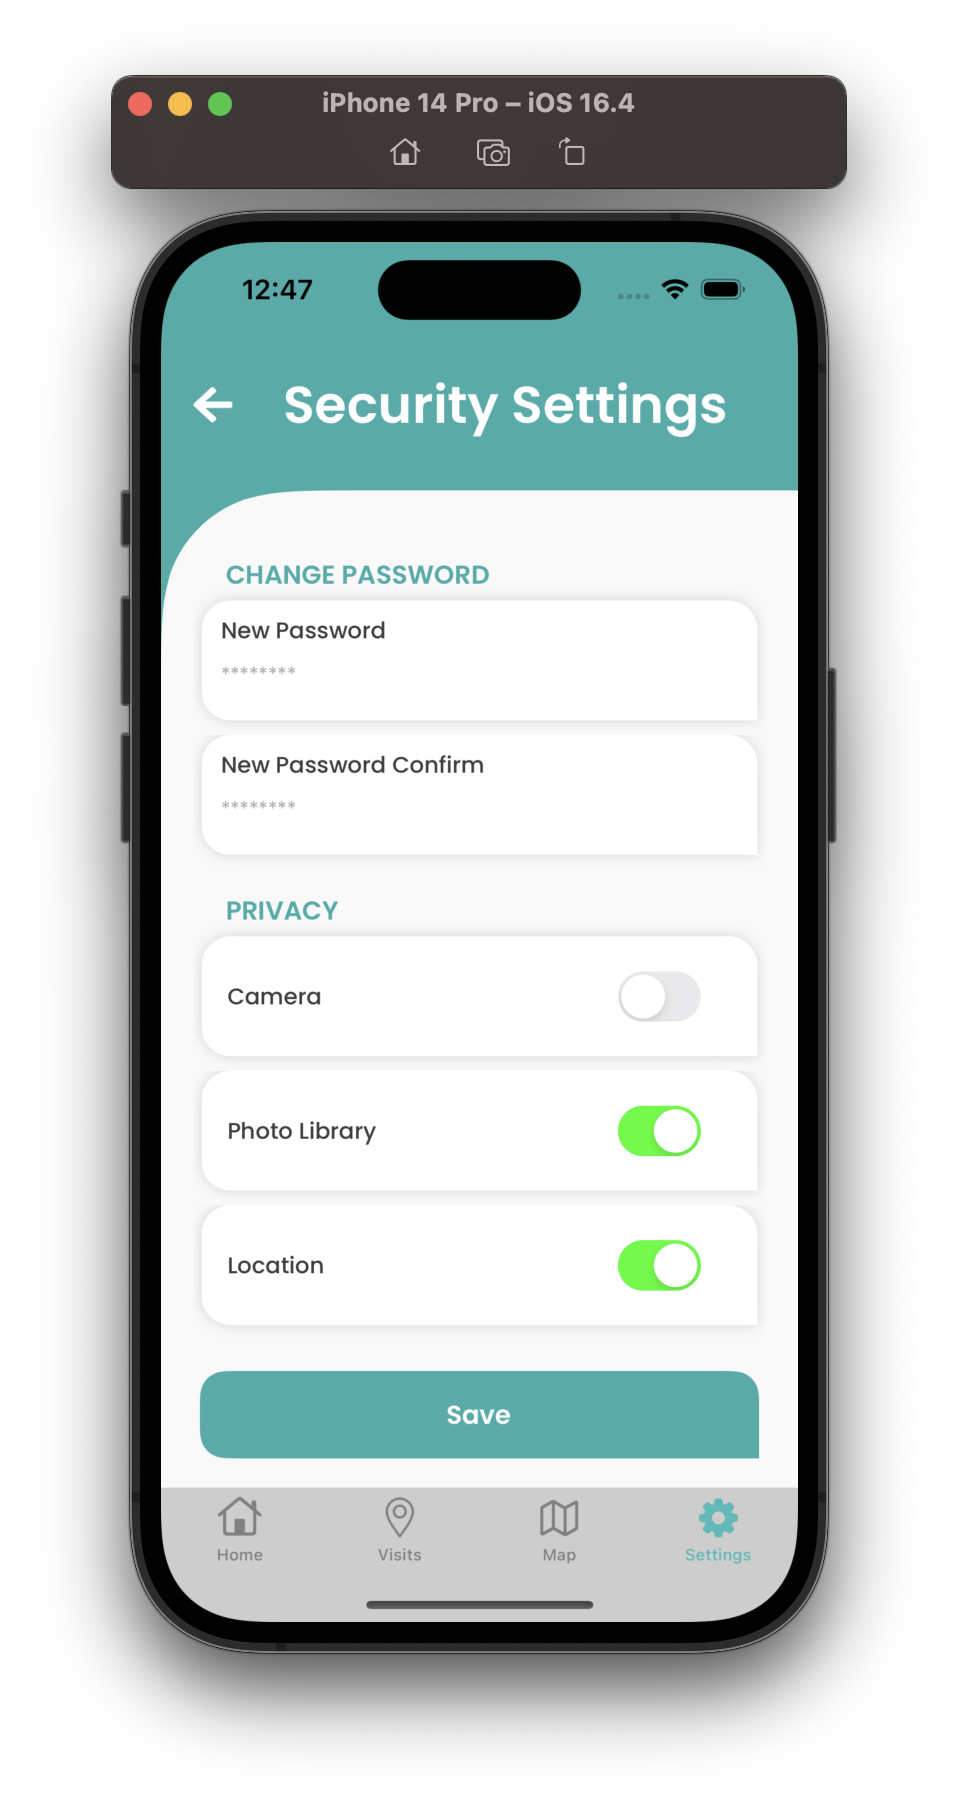 iPhone 14 Pro – iOS 16.4
12:47
Security Settings
CHANGE PASSWORD
New Password
********
New Password Confirm
********
PRIVACY
Camera
Photo Library
Location
Save
Home Visits Map Settings